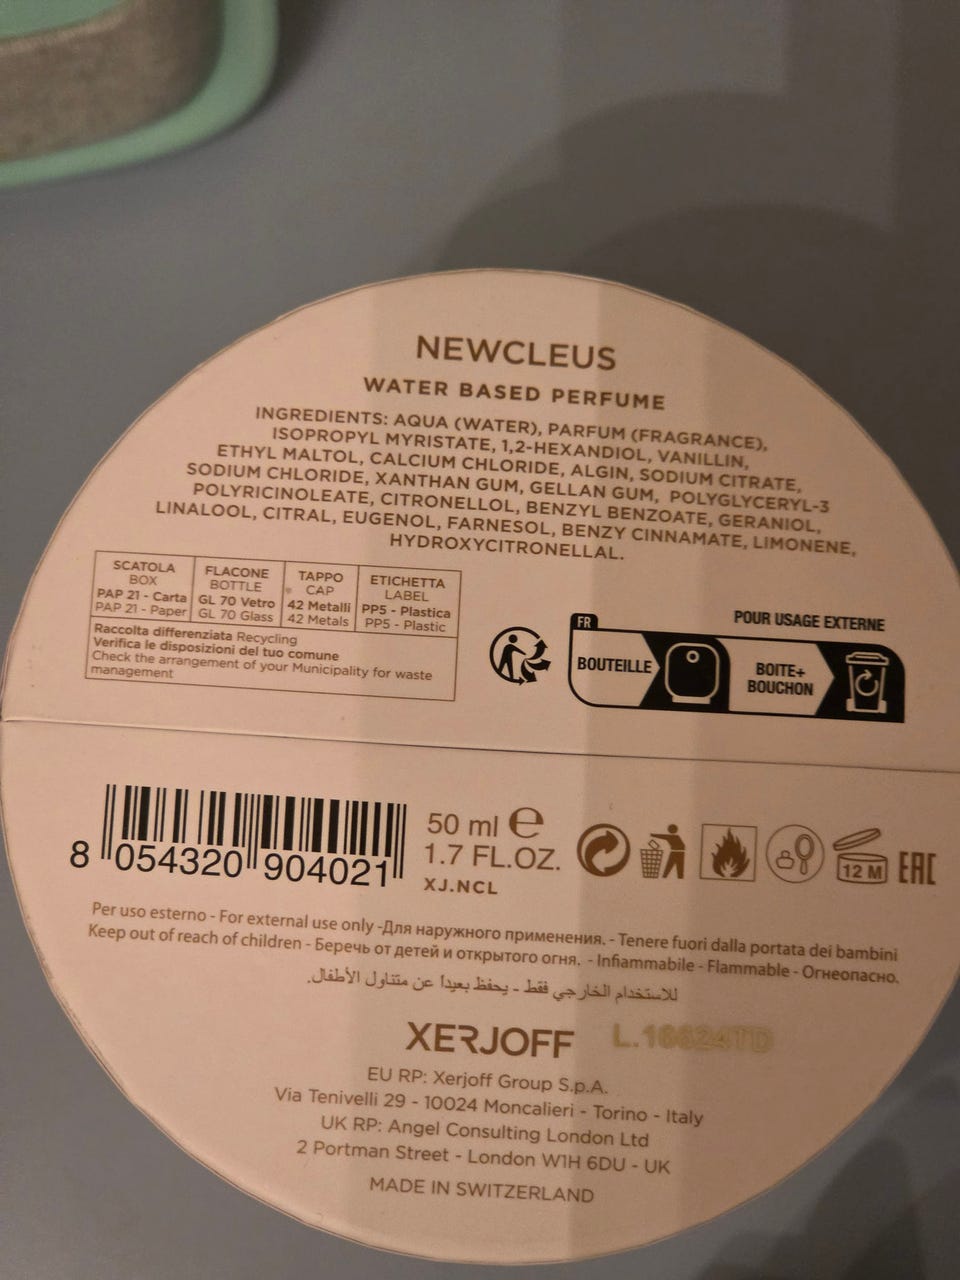 NEWCLEUS
WATER BASED PERFUME
INGREDIENTS: AQUA (WATER), PARFUM (FRAGRANCE),
ISOPROPYL MYRISTATE, 1,2-HEXANDIOL, VANILLIN,
ETHYL MALTOL, CALCIUM CHLORIDE, ALGIN, SODIUM CITRATE,
SODIUM CHLORIDE, XANTHAN GUM, GELLAN GUM, POLYGLYCERYL-3
POLYRICINOLEATE, CITRONELLOL, BENZYL BENZOATE, GERANIOL,
LINALOOL, CITRAL, EUGENOL, FARNESOL, BENZY CINNAMATE, LIMONENE,
HYDROXYCITRONELLAL.
SCATOLA
BOX
PAP 21 - Carta
PAP 21 - Paper
FLACONE
BOTTLE
GL 70 Vetro
GL 70 Glass
TAPPO
CAP
42 Metalli
42 Metals
ETICHETTA
LABEL
PP5 - Plastica
PP5 - Plastic
Raccolta differenziata Recycling
Verifica le disposizioni del tuo comune
Check the arrangement of your Municipality for waste
management
FR
POUR USAGE EXTERNE
BOUTEILLE
BOITE+
BOUCHON
8 054320 904021
50 ml e
1.7 FL.OZ.
XJ.NCL
12 M
EAC
Per uso esterno - For external use only -Для наружного применения. - Tenere fuori dalla portata dei bambini
Keep out of reach of children - Беречь от детей и открытого огня. - Infiammabile - Flammable - Огнеопасно.
للاستخدام الخارجي فقط - يحفظ بعيدا عن متناول الأطفال.
XERJOFF
L.16624TD
EU RP: Xerjoff Group S.p.A.
Via Tenivelli 29 - 10024 Moncalieri - Torino - Italy
UK RP: Angel Consulting London Ltd
2 Portman Street - London W1H 6DU - UK
MADE IN SWITZERLAND